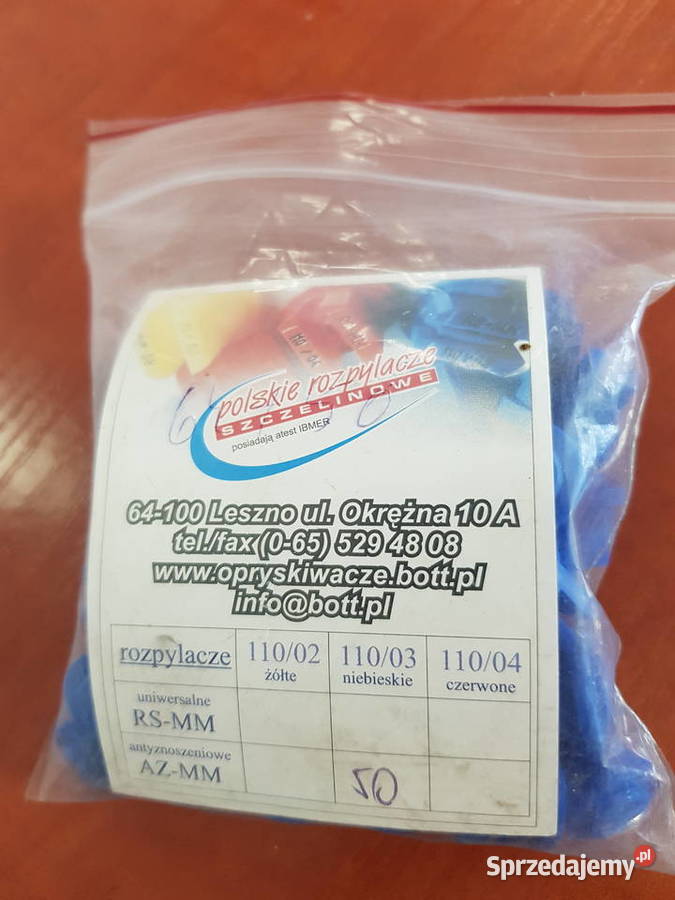 polskie rozpylacze
SZCZELINOWE
posiadają atest IBMER
64-100 Leszno ul. Okrężna 10 A
tel./fax (0-65) 529 48 08
www.opryskiwacze.bott.pl
info@bott.pl
rozpylacze 110/02 żółte 110/03 niebieskie 110/04 czerwone
uniwersalne
RS-MM
antyznoszeniowe
AZ-MM 50
Sprzedajemy.pl